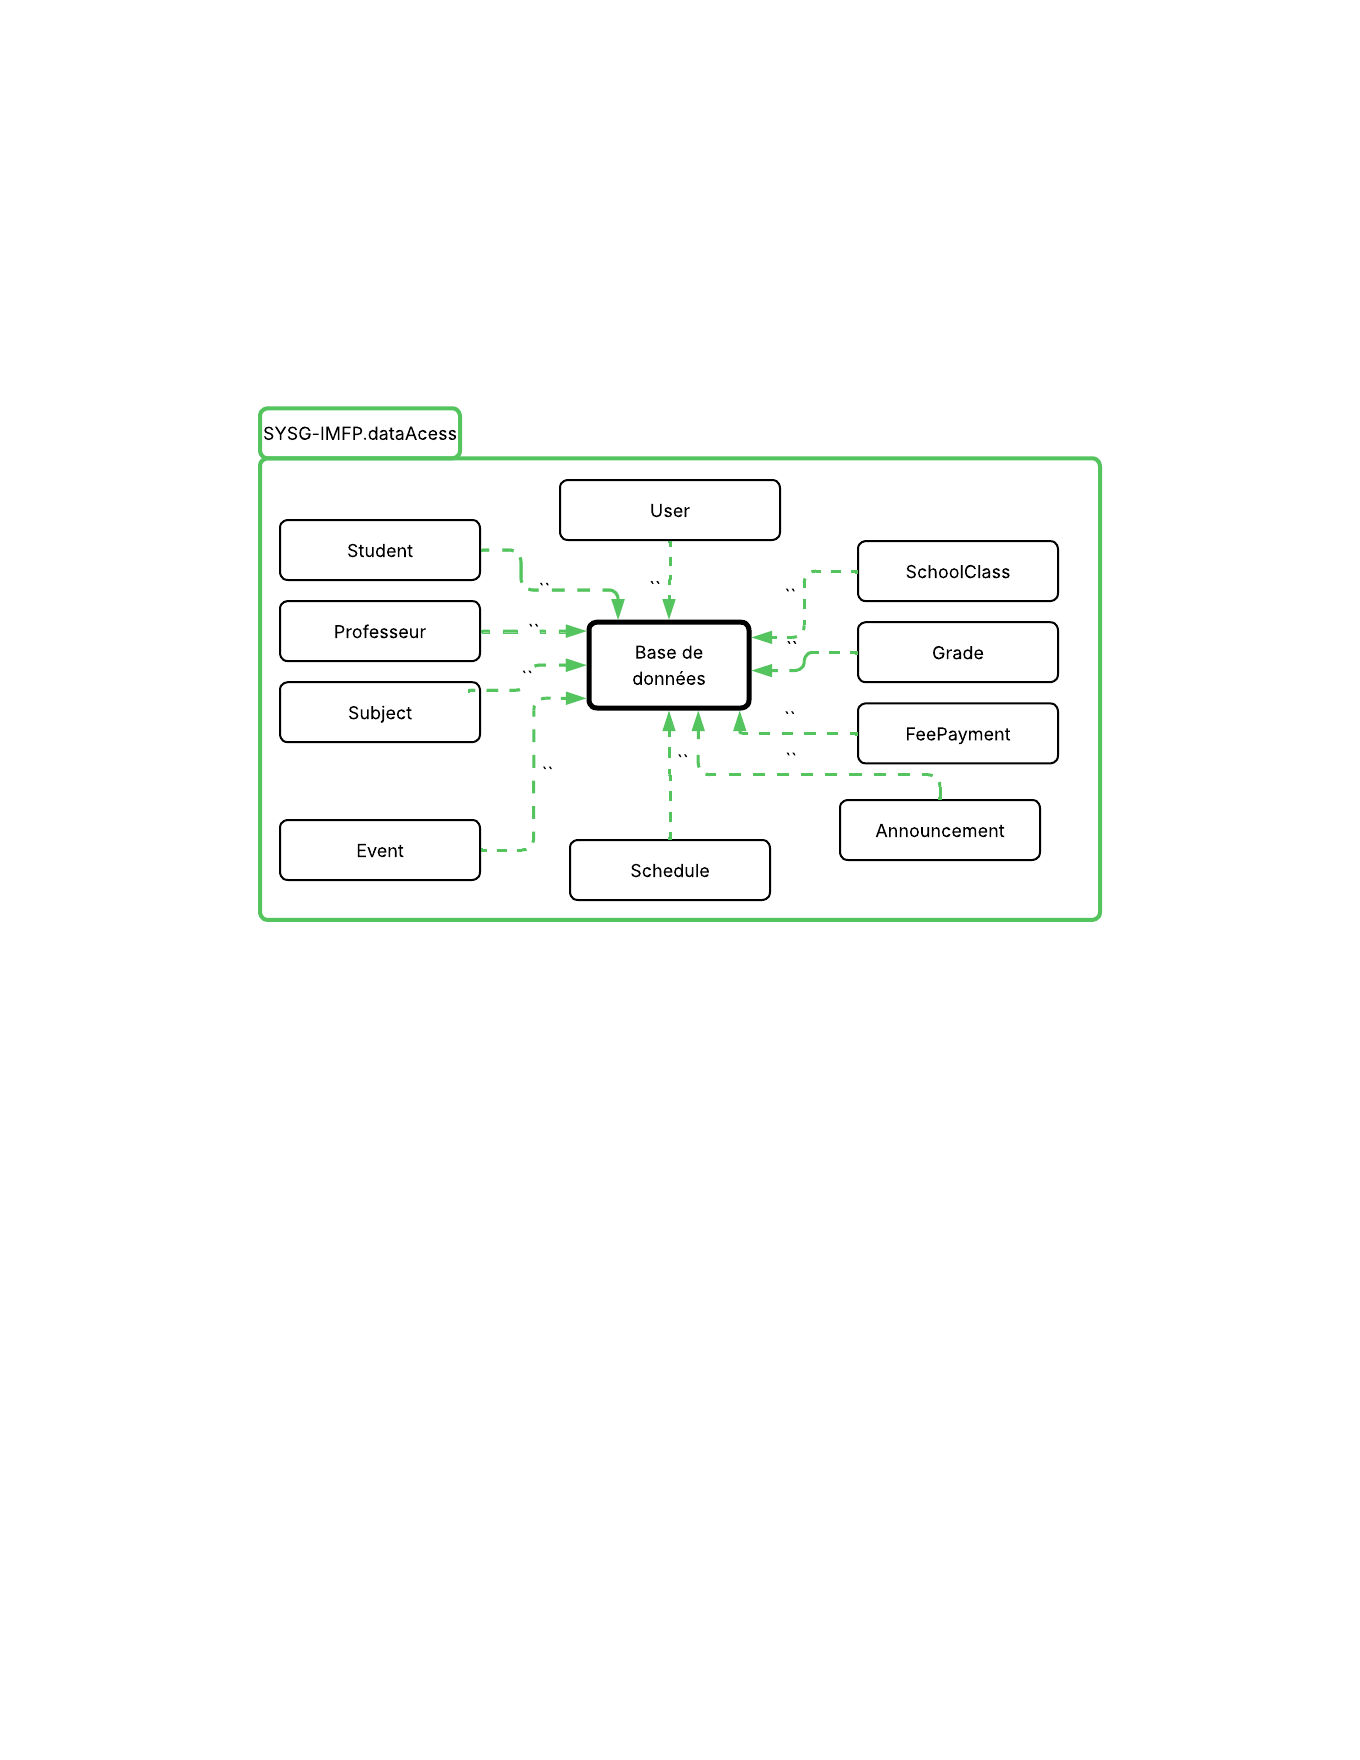 SYSG-IMFP.dataAcess
User
Student
SchoolClass
``
``
``
Professeur
``
``
Base de
données
Grade
``
Subject
``
FeePayment
``
``
``
Announcement
Event
Schedule